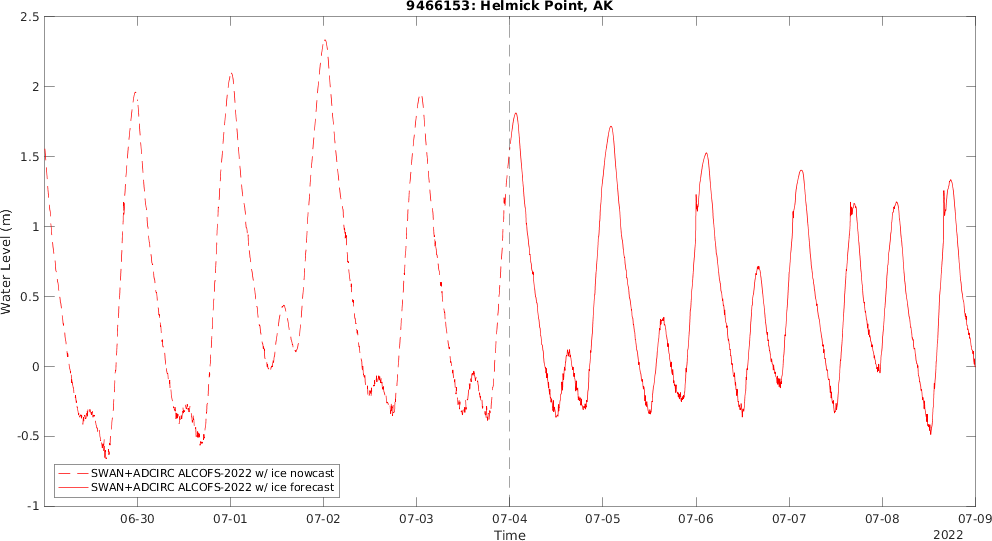 9466153: Helmick Point, AK
2.5
2
1.5
1
0.5
0
-0.5
-1
Water Level (m)
SWAN+ADCIRC ALCOFS-2022 w/ ice nowcast
SWAN+ADCIRC ALCOFS-2022 w/ ice forecast
06-30 07-01 07-02 07-03 07-04 07-05 07-06 07-07 07-08 07-09
Time
2022